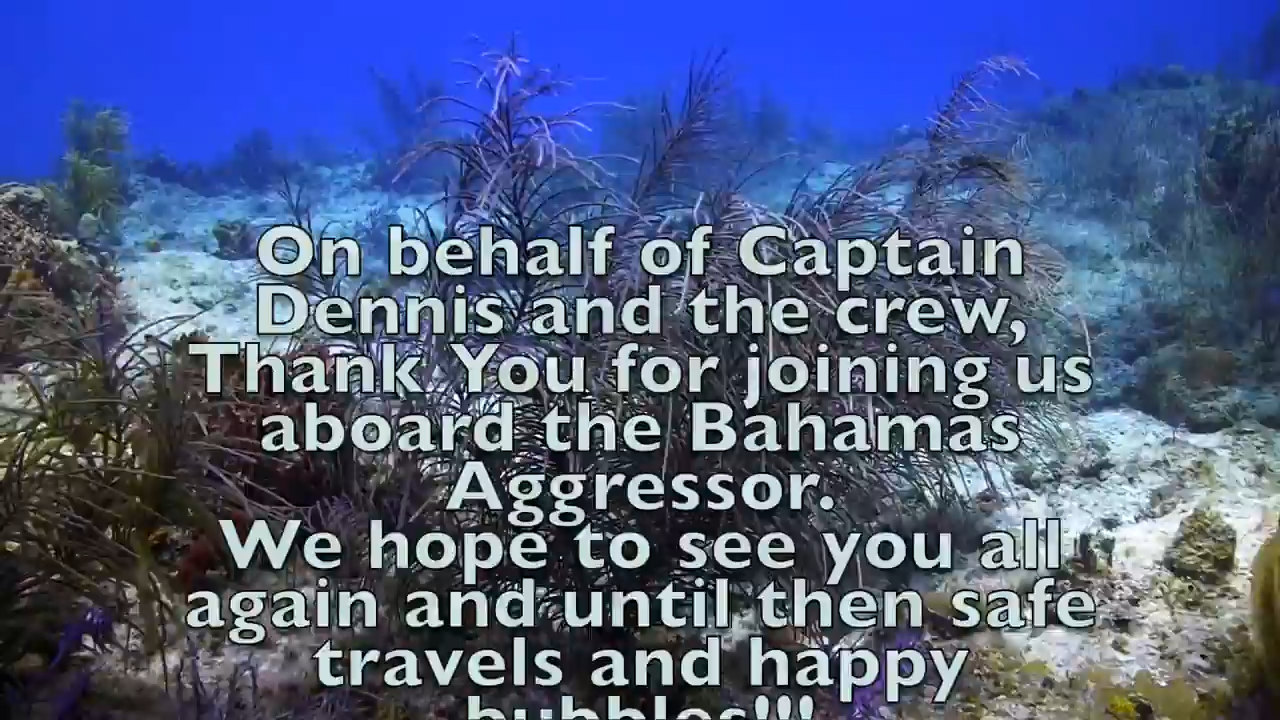 On behalf of Captain
Dennis and the crew,
Thank You for joining us
aboard the Bahamas
Aggressor.
We hope to see you all
again and until then safe
travels and happy
bubbles!!!